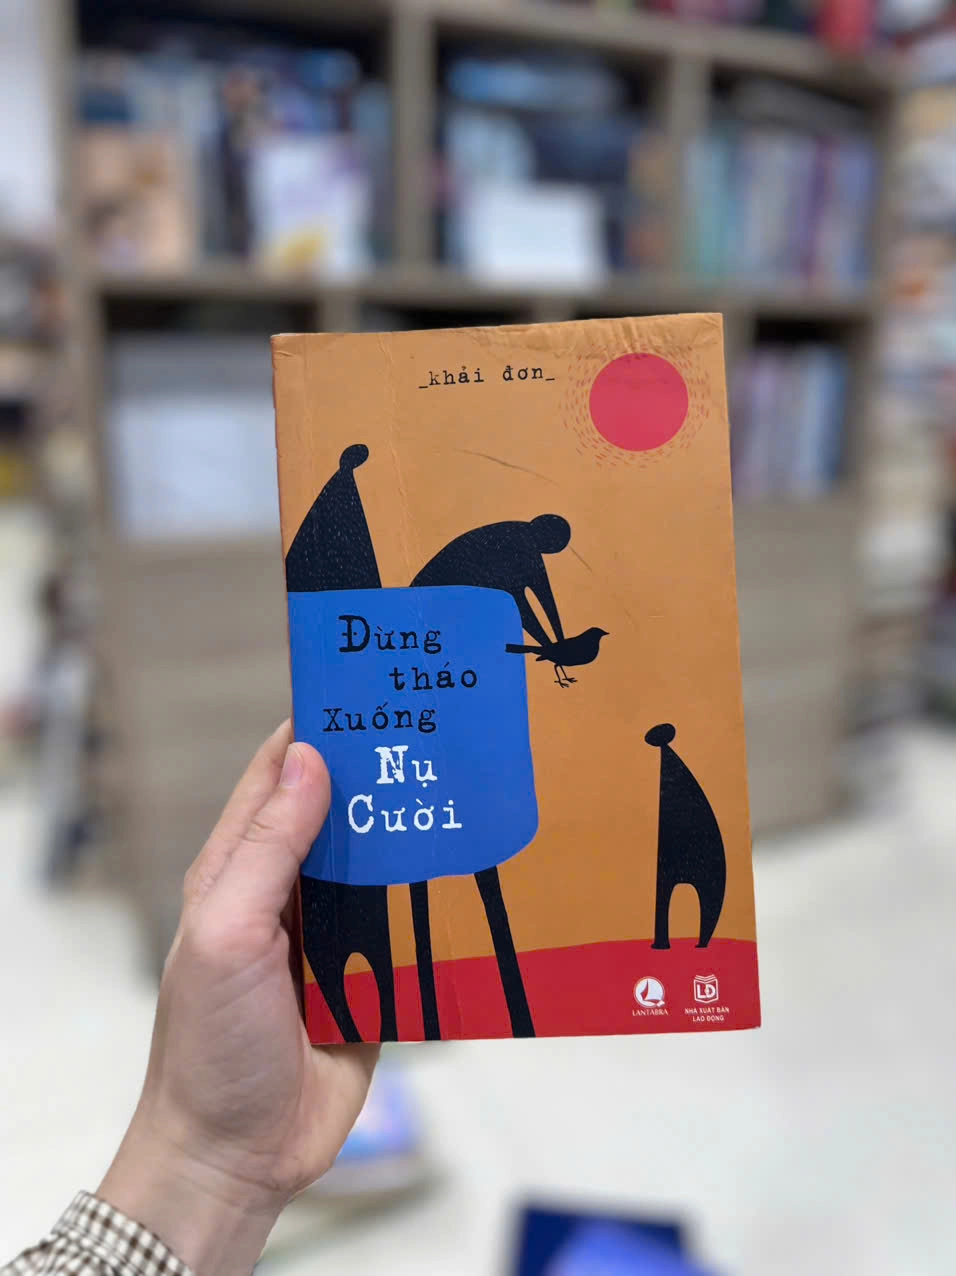 _khải đơn_
Đừng
tháo
Xuống
Nụ
Cười
LANTABRA
LĐ
NHÀ XUẤT BẢN
LAO ĐỘNG